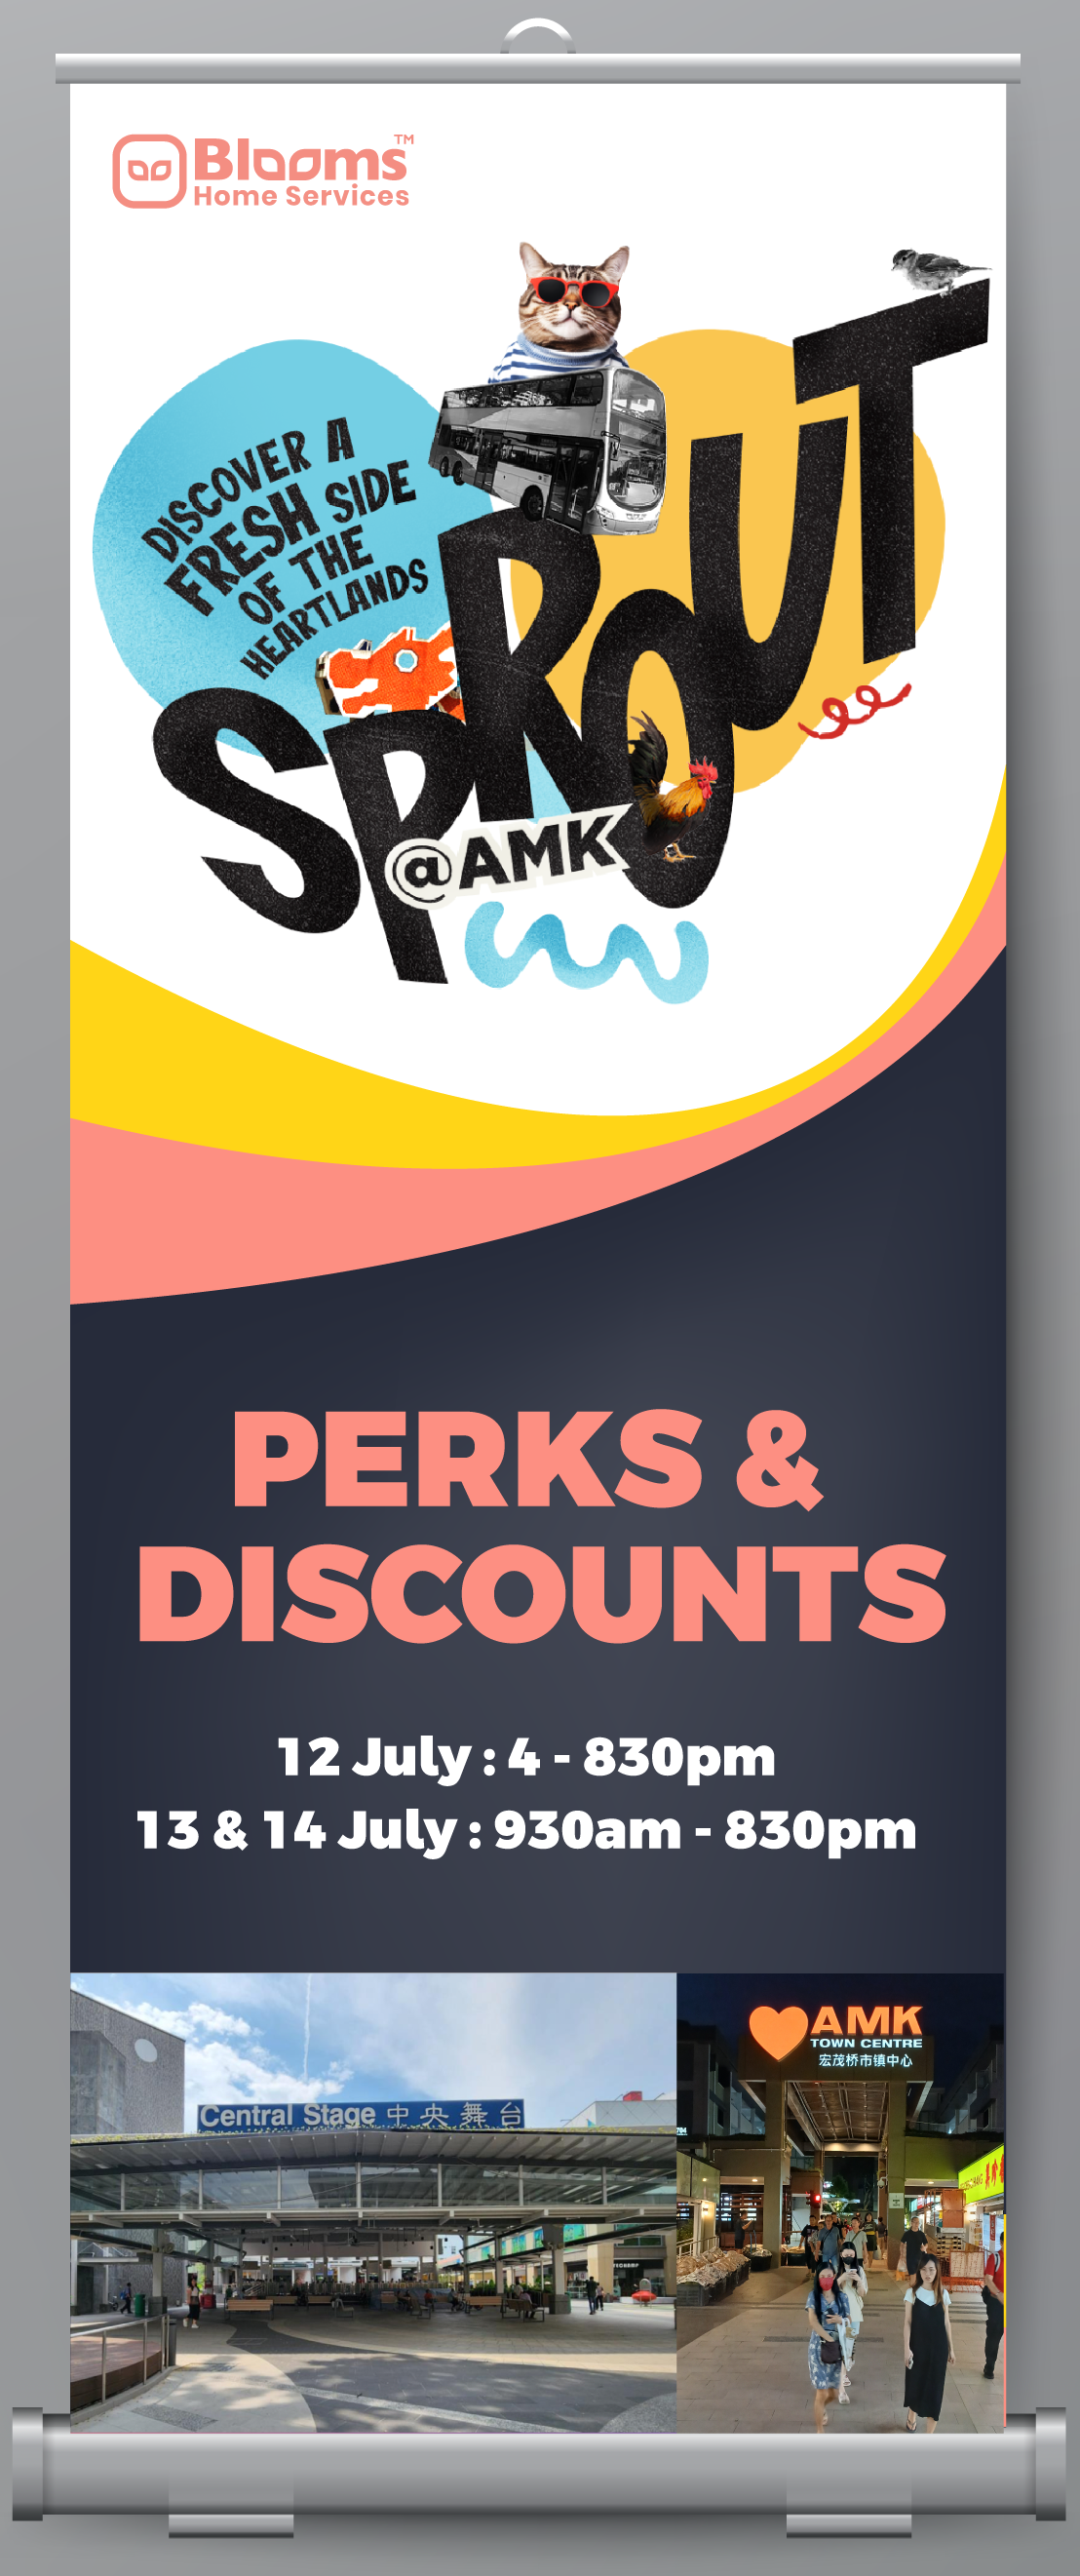 Blooms™
Home Services
DISCOVER A
FRESH SIDE
OF THE
HEARTLANDS
SPROUT
@AMK
PERKS &
DISCOUNTS
12 July : 4 - 830pm
13 & 14 July : 930am - 830pm
Central Stage 中央舞台
AMK
TOWN CENTRE
宏茂桥市镇中心